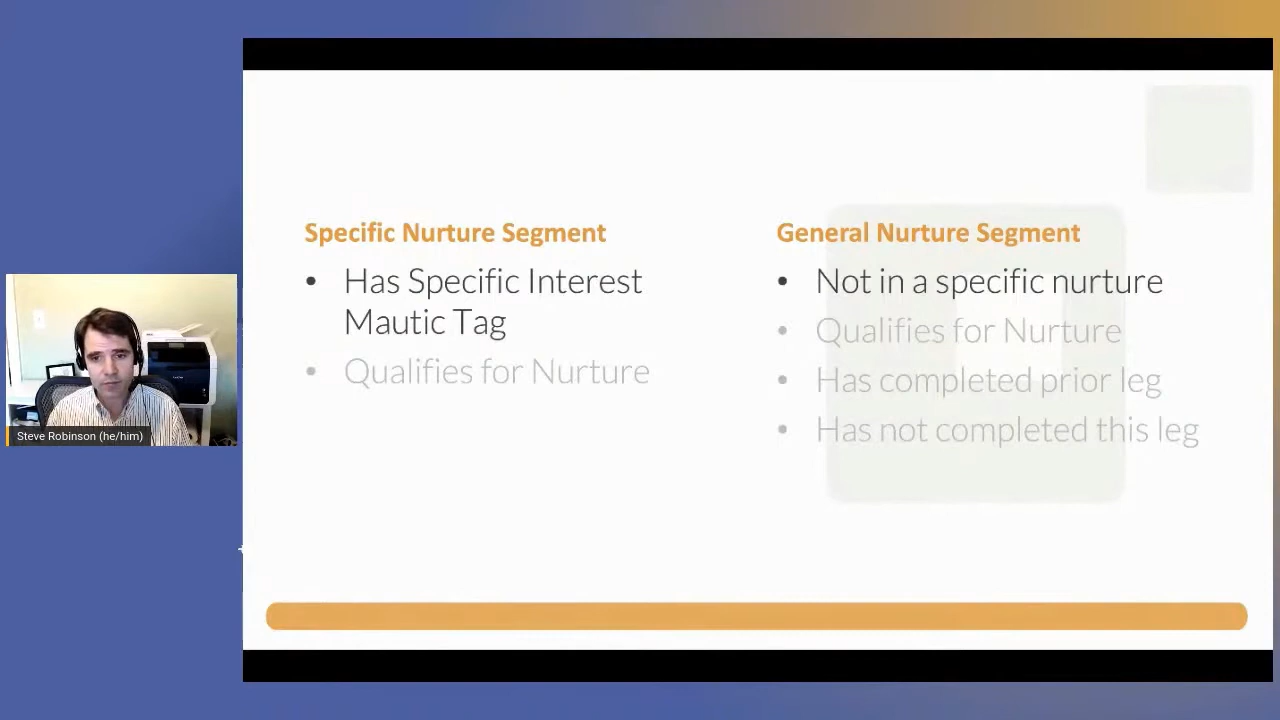 Specific Nurture Segment
• Has Specific Interest
Mautic Tag
• Qualifies for Nurture
General Nurture Segment
• Not in a specific nurture
• Qualifies for Nurture
• Has completed prior leg
• Has not completed this leg
Steve Robinson (he/him)